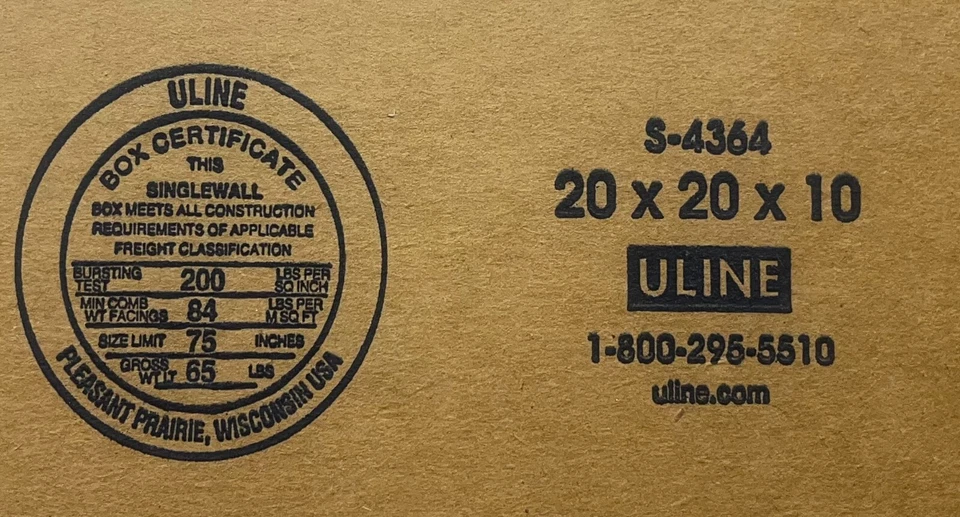 ULINE
BOX CERTIFICATE
THIS
SINGLEWALL
BOX MEETS ALL CONSTRUCTION
REQUIREMENTS OF APPLICABLE
FREIGHT CLASSIFICATION
BURSTING TEST 200 LBS PER SQ INCH
MIN COMB WT FACINGS 84 LBS PER M SQ FT
SIZE LIMIT 75 INCHES
GROSS WT LT 65 LBS
PLEASANT PRAIRIE, WISCONSIN USA
S-4364
20 x 20 x 10
ULINE
1-800-295-5510
uline.com